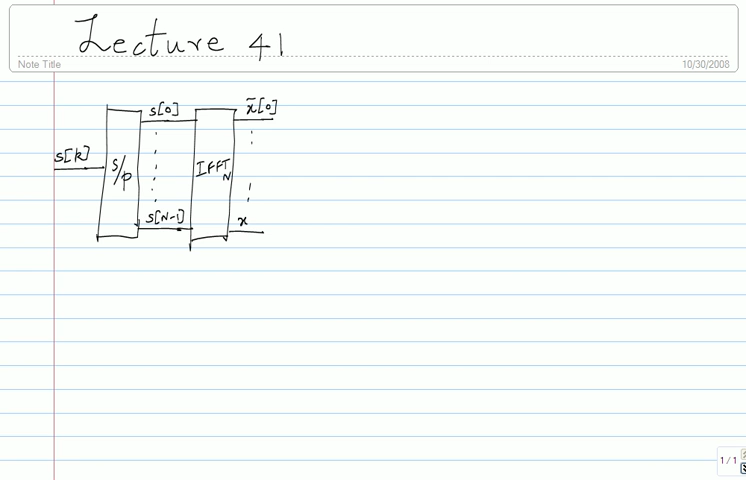 Lecture 41
Note Title
10/30/2008
s[0]
x̃[0]
s[k]
S/P
IFFT
N
s[N-1]
x
1 / 1